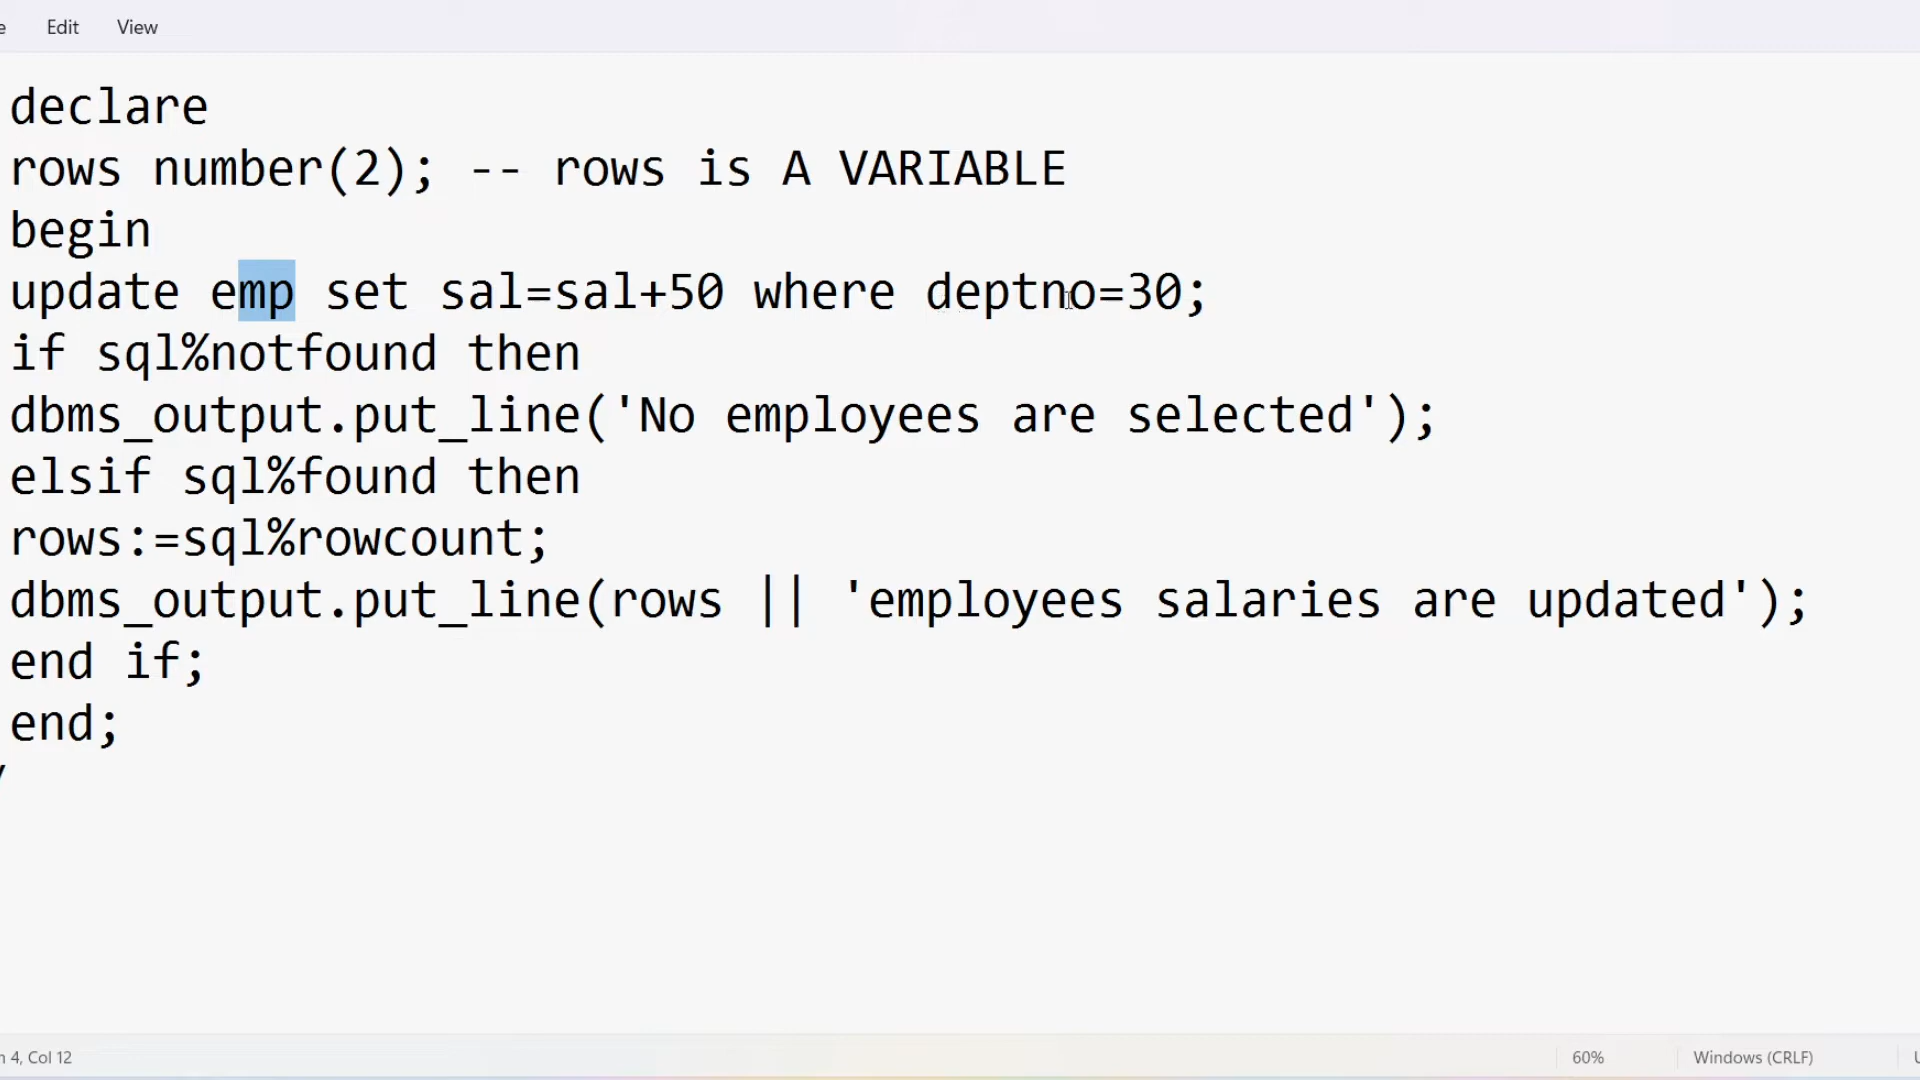 Edit View
declare
rows number(2); -- rows is A VARIABLE
begin
update emp set sal=sal+50 where deptno=30;
if sql%notfound then
dbms_output.put_line('No employees are selected');
elsif sql%found then
rows:=sql%rowcount;
dbms_output.put_line(rows || 'employees salaries are updated');
end if;
end;
/
4, Col 12 60% Windows (CRLF)